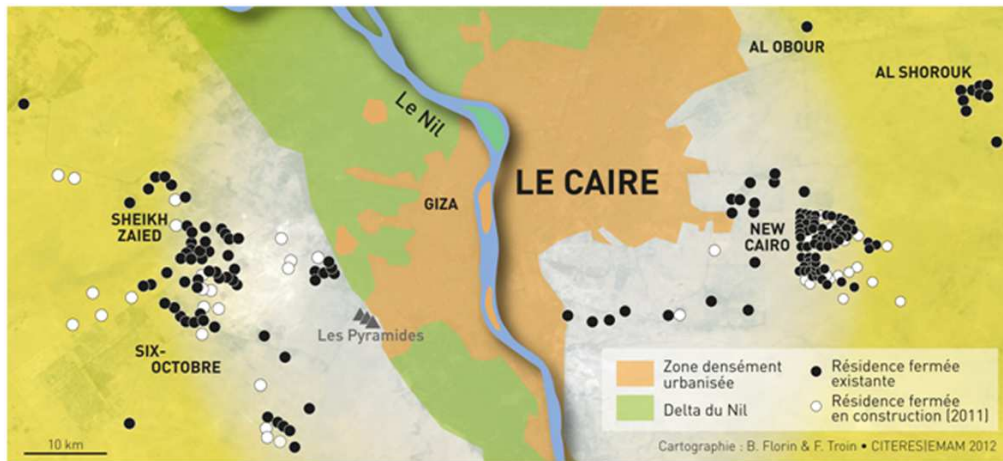 AL OBOUR
AL SHOROUK
Le Nil
LE CAIRE
GIZA
SHEIKH
ZAIED
NEW
CAIRO
Les Pyramides
SIX-
OCTOBRE
10 km
Zone densément
urbanisée
Delta du Nil
Résidence fermée
existante
Résidence fermée
en construction (2011)
Cartographie : B. Florin & F. Troin • CITERES|EMAM 2012